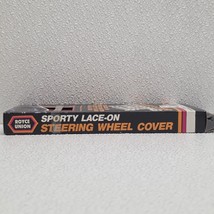 ROYCE
UNION
SPORTY LACE-ON
STEERING WHEEL COVER